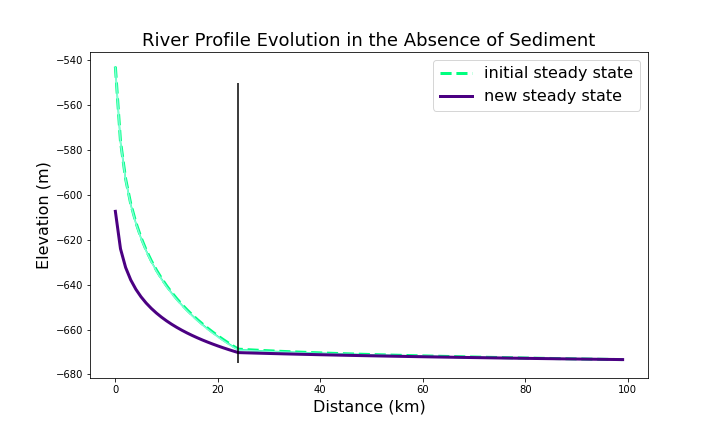 River Profile Evolution in the Absence of Sediment
initial steady state
new steady state
Elevation (m)
−540
−560
−580
−600
−620
−640
−660
−680
0 20 40 60 80 100
Distance (km)